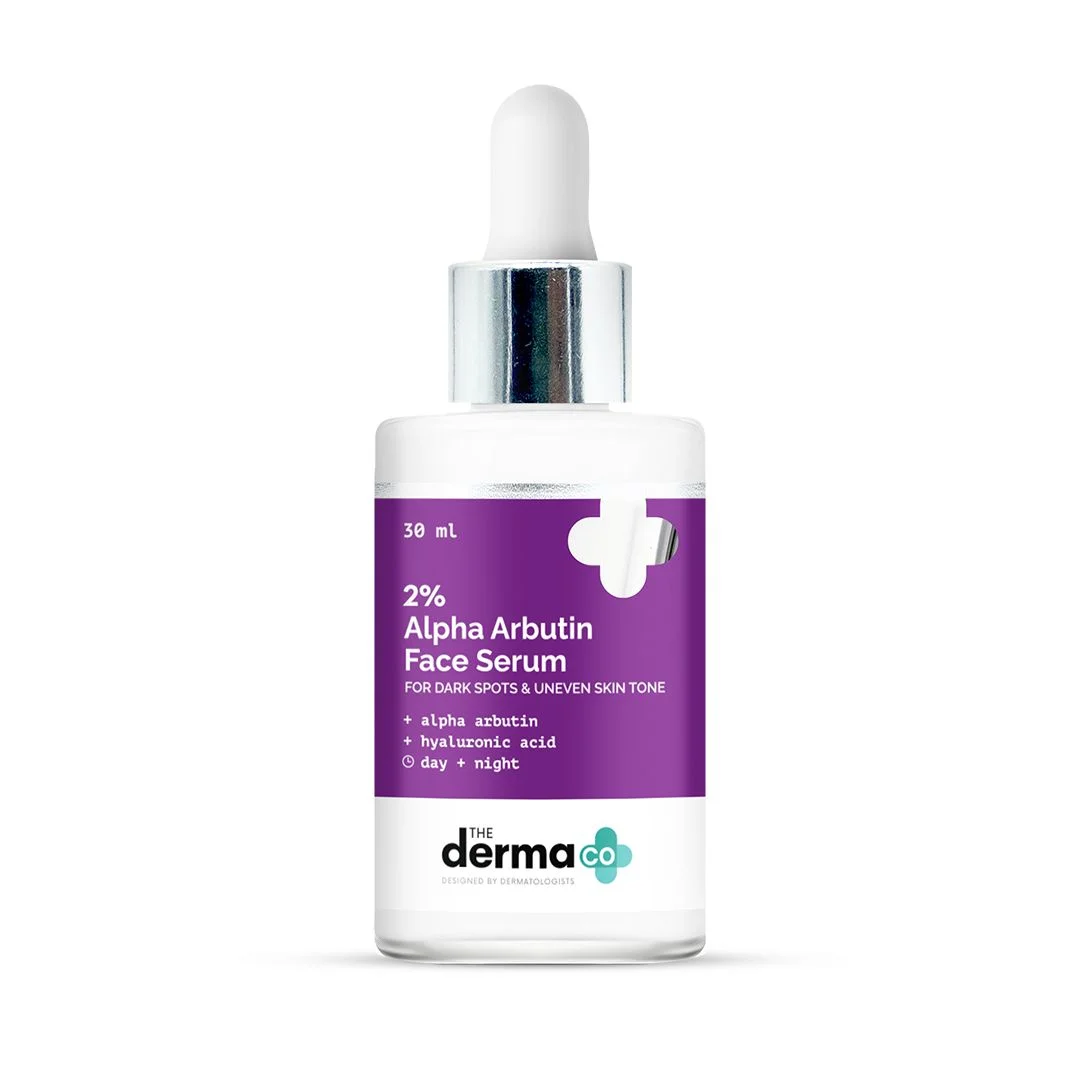 30 ml
2%
Alpha Arbutin
Face Serum
FOR DARK SPOTS & UNEVEN SKIN TONE
+ alpha arbutin
+ hyaluronic acid
day + night
THE
derma co
DESIGNED BY DERMATOLOGISTS